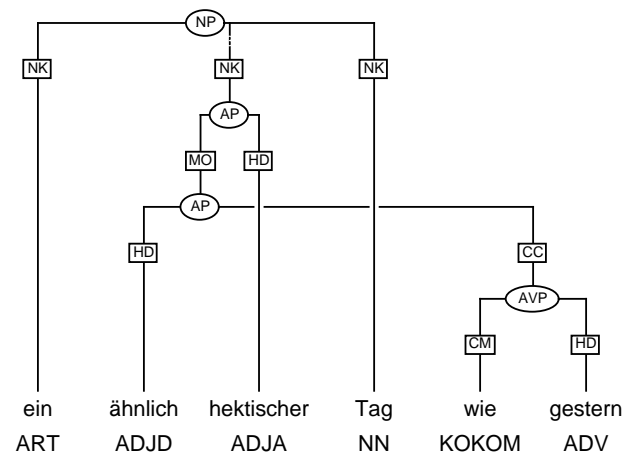 NP
NK NK NK
AP
MO HD
AP
HD CC
AVP
CM HD
ein ähnlich hektischer Tag wie gestern
ART ADJD ADJA NN KOKOM ADV